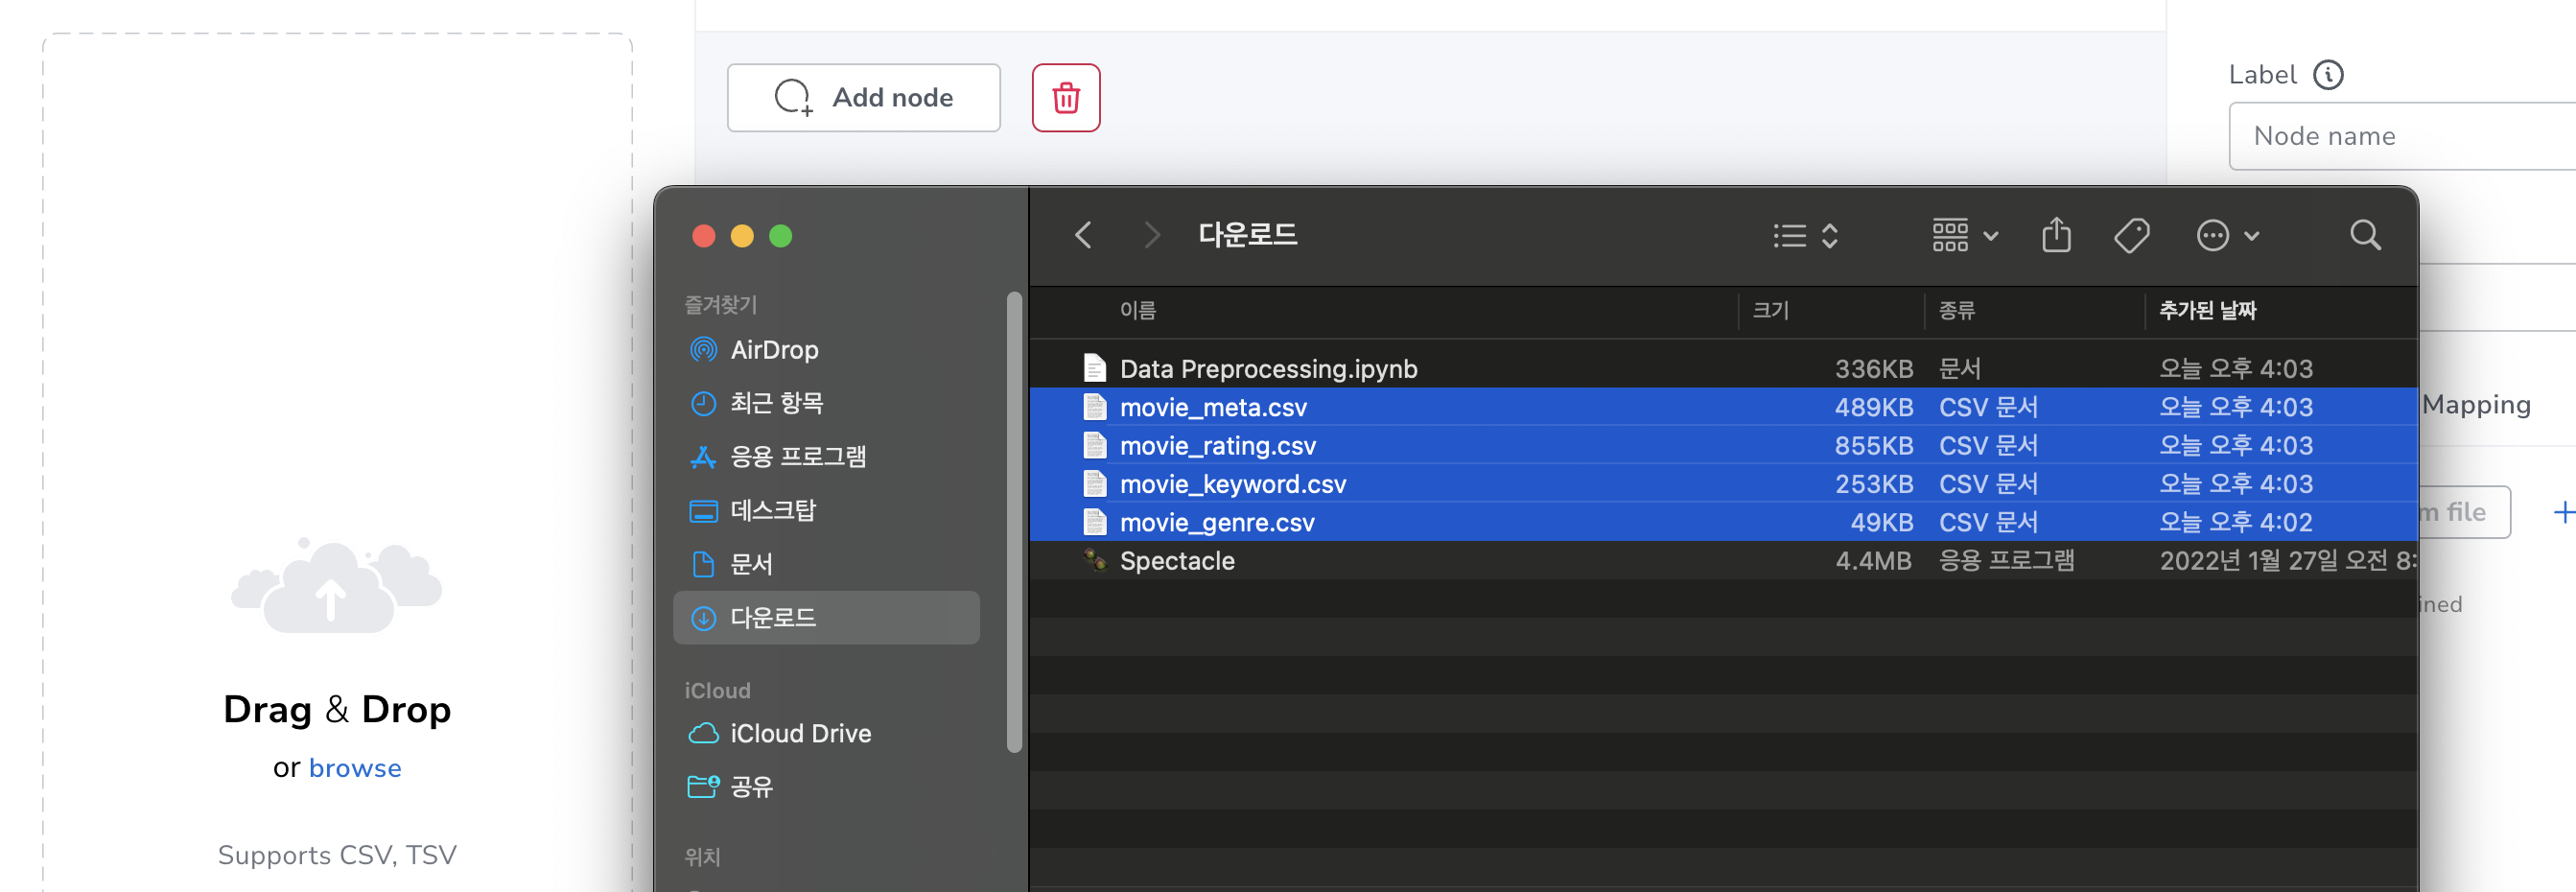 Add node
Label
Node name
Drag & Drop
or browse
Supports CSV, TSV
즐겨찾기
AirDrop
최근 항목
응용 프로그램
데스크탑
문서
다운로드
iCloud
iCloud Drive
공유
위치
다운로드
이름 크기 종류 추가된 날짜
Data Preprocessing.ipynb 336KB 문서 오늘 오후 4:03
movie_meta.csv 489KB CSV 문서 오늘 오후 4:03
movie_rating.csv 855KB CSV 문서 오늘 오후 4:03
movie_keyword.csv 253KB CSV 문서 오늘 오후 4:03
movie_genre.csv 49KB CSV 문서 오늘 오후 4:02
Spectacle 4.4MB 응용 프로그램 2022년 1월 27일 오전 8:
Mapping
file